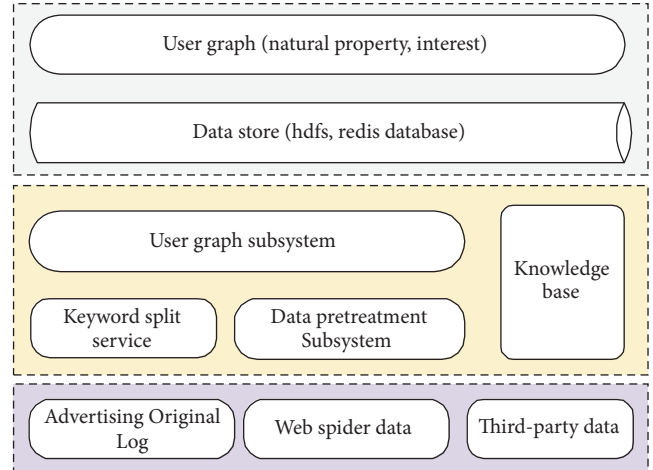 User graph (natural property, interest)
Data store (hdfs, redis database)
User graph subsystem
Knowledge
base
Keyword split
service
Data pretreatment
Subsystem
Advertising Original
Log
Web spider data
Third-party data